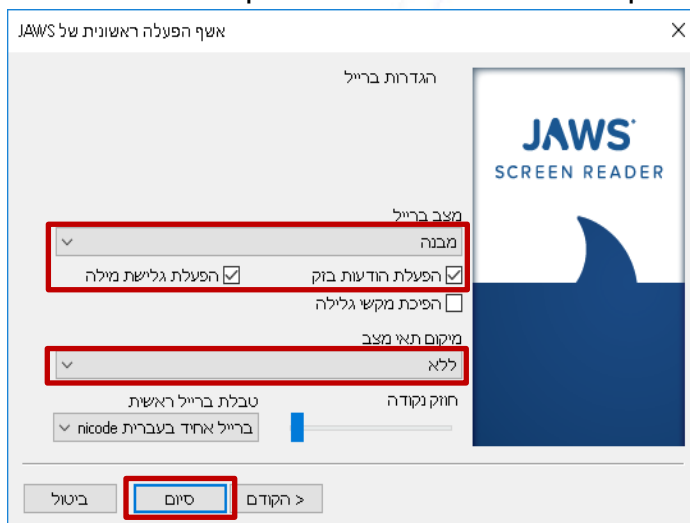 אשף הפעלה ראשונית של JAWS
הגדרות ברייל
JAWS
SCREEN READER
מצב ברייל
מבנה
הפעלת הודעות בזק
הפעלת גלישת מילה
הפיכת מקשי גלילה
מיקום תאי מצב
ללא
חוזק נקודה
טבלת ברייל ראשית
ברייל אחיד בעברית nicode
< הקודם
סיום
ביטול